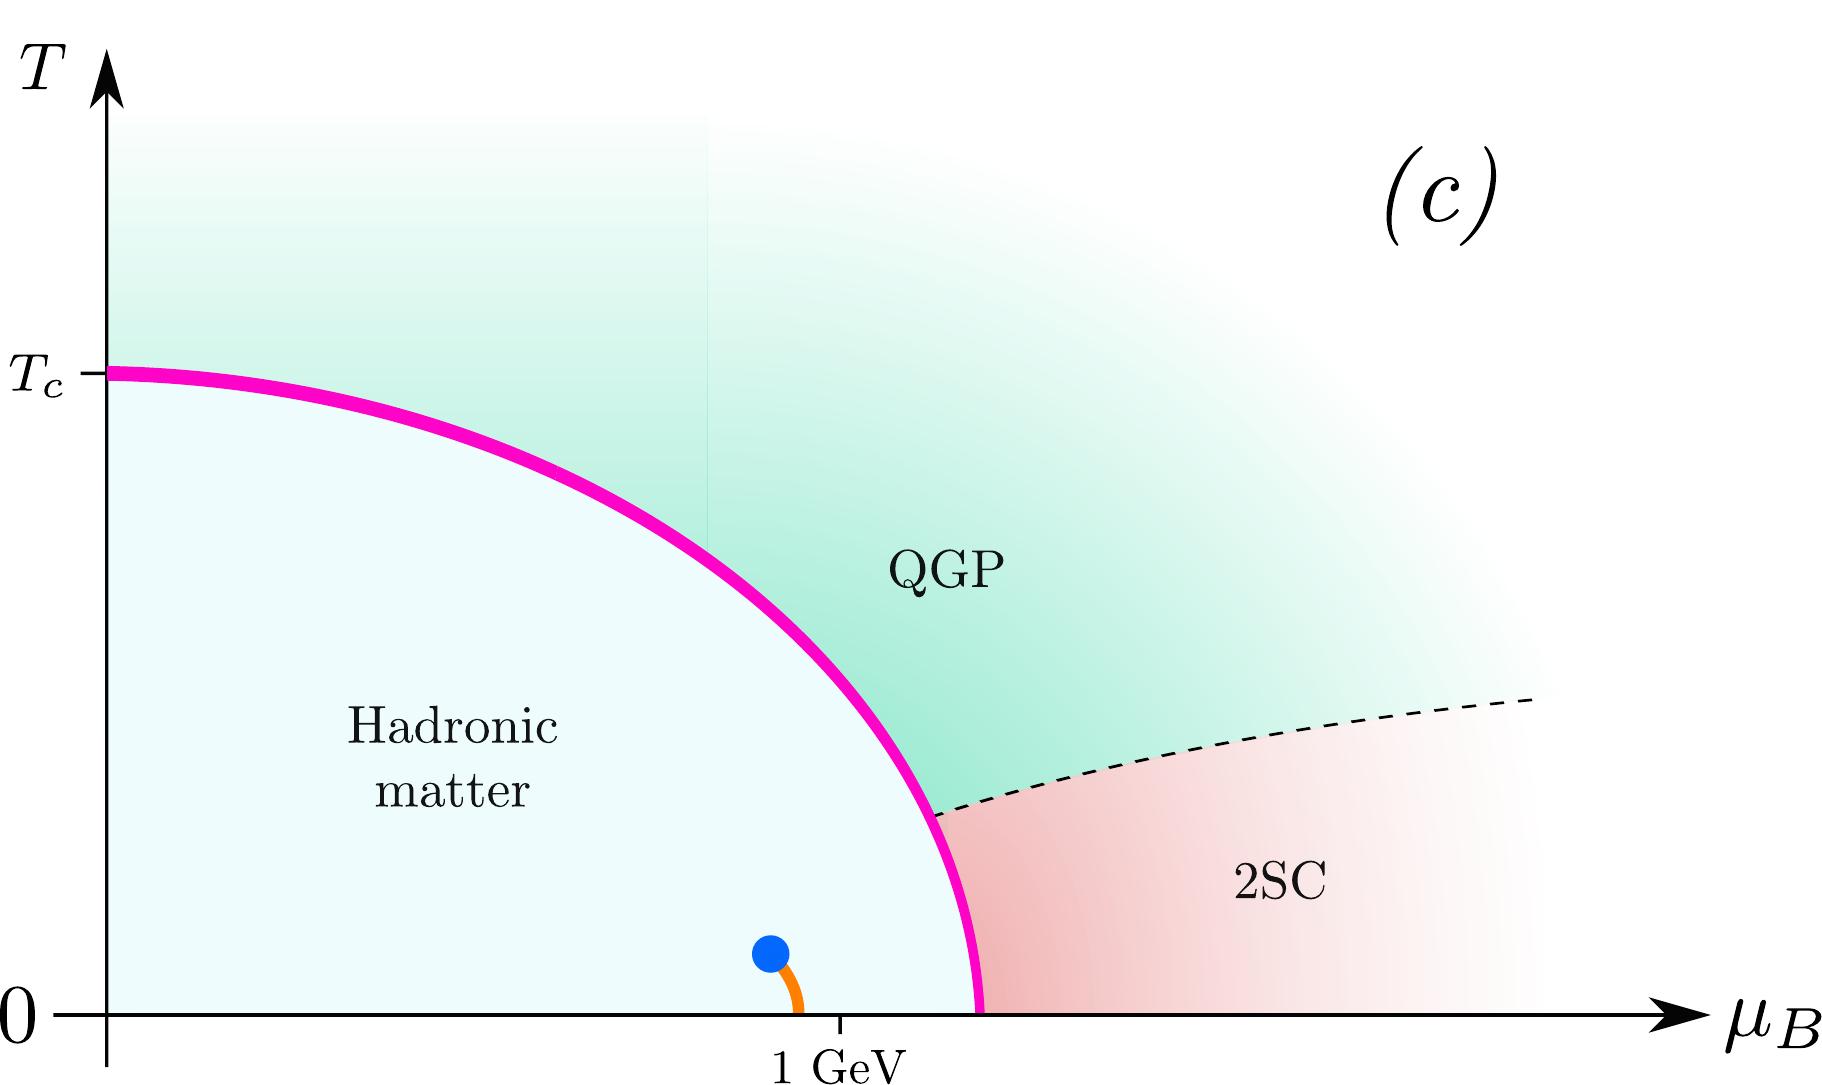 T
(c)
T_c
QGP
Hadronic
matter
2SC
0
μ_B
1 GeV